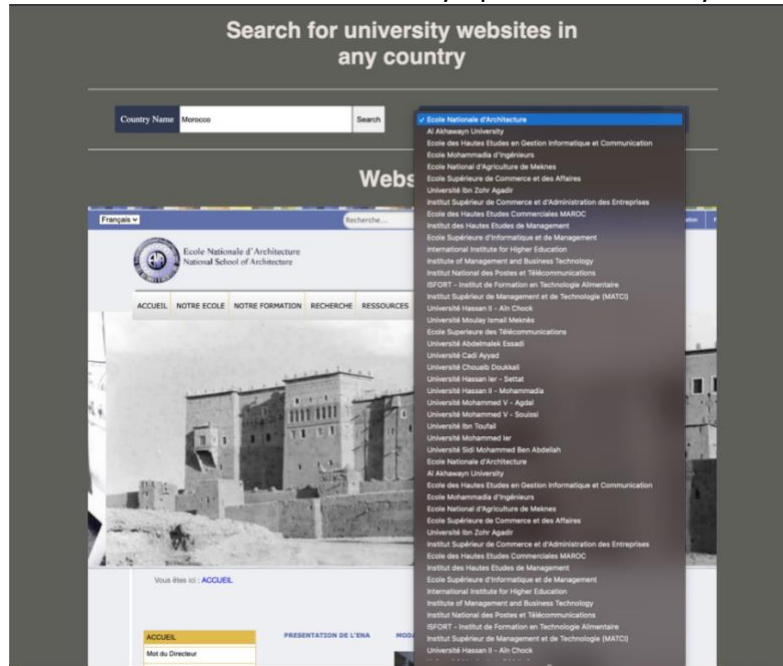 Search for university websites in
any country
Country Name
Morocco
Search
✓ Ecole Nationale d'Architecture
Al Akhawayn University
Ecole des Hautes Etudes en Gestion Informatique et Communication
Ecole Mohammadia d'Ingénieurs
Ecole National d'Agriculture de Meknes
Ecole Supérieure de Commerce et des Affaires
Université Ibn Zohr Agadir
Institut Supérieur de Commerce et d'Administration des Entreprises
Ecole des Hautes Etudes Commerciales MAROC
Institut des Hautes Etudes de Management
Ecole Supérieure d'Informatique et de Management
International Institute for Higher Education
Institute of Management and Business Technology
Institut National des Postes et Télécommunications
ISFORT - Institut de Formation en Technologie Alimentaire
Institut Supérieur de Management et de Technologie (MATCI)
Université Hassan II - Aîn Chock
Université Moulay Ismail Meknès
Ecole Superieure des Télécommunications
Université Abdelmalek Essadi
Université Cadi Ayyad
Université Chouaib Doukkali
Université Hassan Ier - Settat
Université Hassan II - Mohammadia
Université Mohammed V - Agdal
Université Mohammed V - Souissi
Université Ibn Toufail
Université Mohammed Ier
Université Sidi Mohammed Ben Abdellah
Ecole Nationale d'Architecture
Al Akhawayn University
Ecole des Hautes Etudes en Gestion Informatique et Communication
Ecole Mohammadia d'Ingénieurs
Ecole National d'Agriculture de Meknes
Ecole Supérieure de Commerce et des Affaires
Université Ibn Zohr Agadir
Institut Supérieur de Commerce et d'Administration des Entreprises
Ecole des Hautes Etudes Commerciales MAROC
Institut des Hautes Etudes de Management
Ecole Supérieure d'Informatique et de Management
International Institute for Higher Education
Institute of Management and Business Technology
Institut National des Postes et Télécommunications
ISFORT - Institut de Formation en Technologie Alimentaire
Institut Supérieur de Management et de Technologie (MATCI)
Université Hassan II - Aîn Chock
Webs
Français
Recherche...
Ecole Nationale d'Architecture
National School of Architecture
ACCUEIL NOTRE ECOLE NOTRE FORMATION RECHERCHE RESSOURCES
Vous êtes ici : ACCUEIL
ACCUEIL
Mot du Directeur
PRESENTATION DE L'ENA